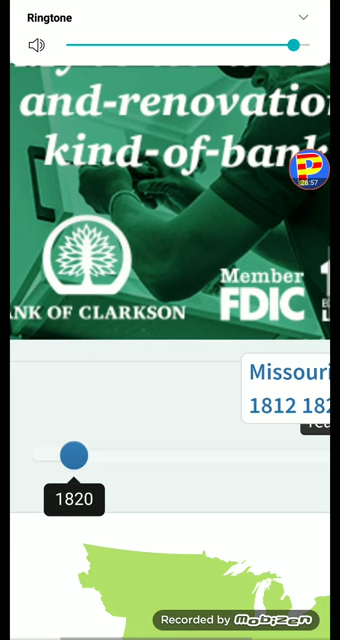 Ringtone
and-renovation
kind-of-bank
26:57
Member
FDIC
NK OF CLARKSON
Missouri
1812 182
1820
Recorded by
MOBIZEN